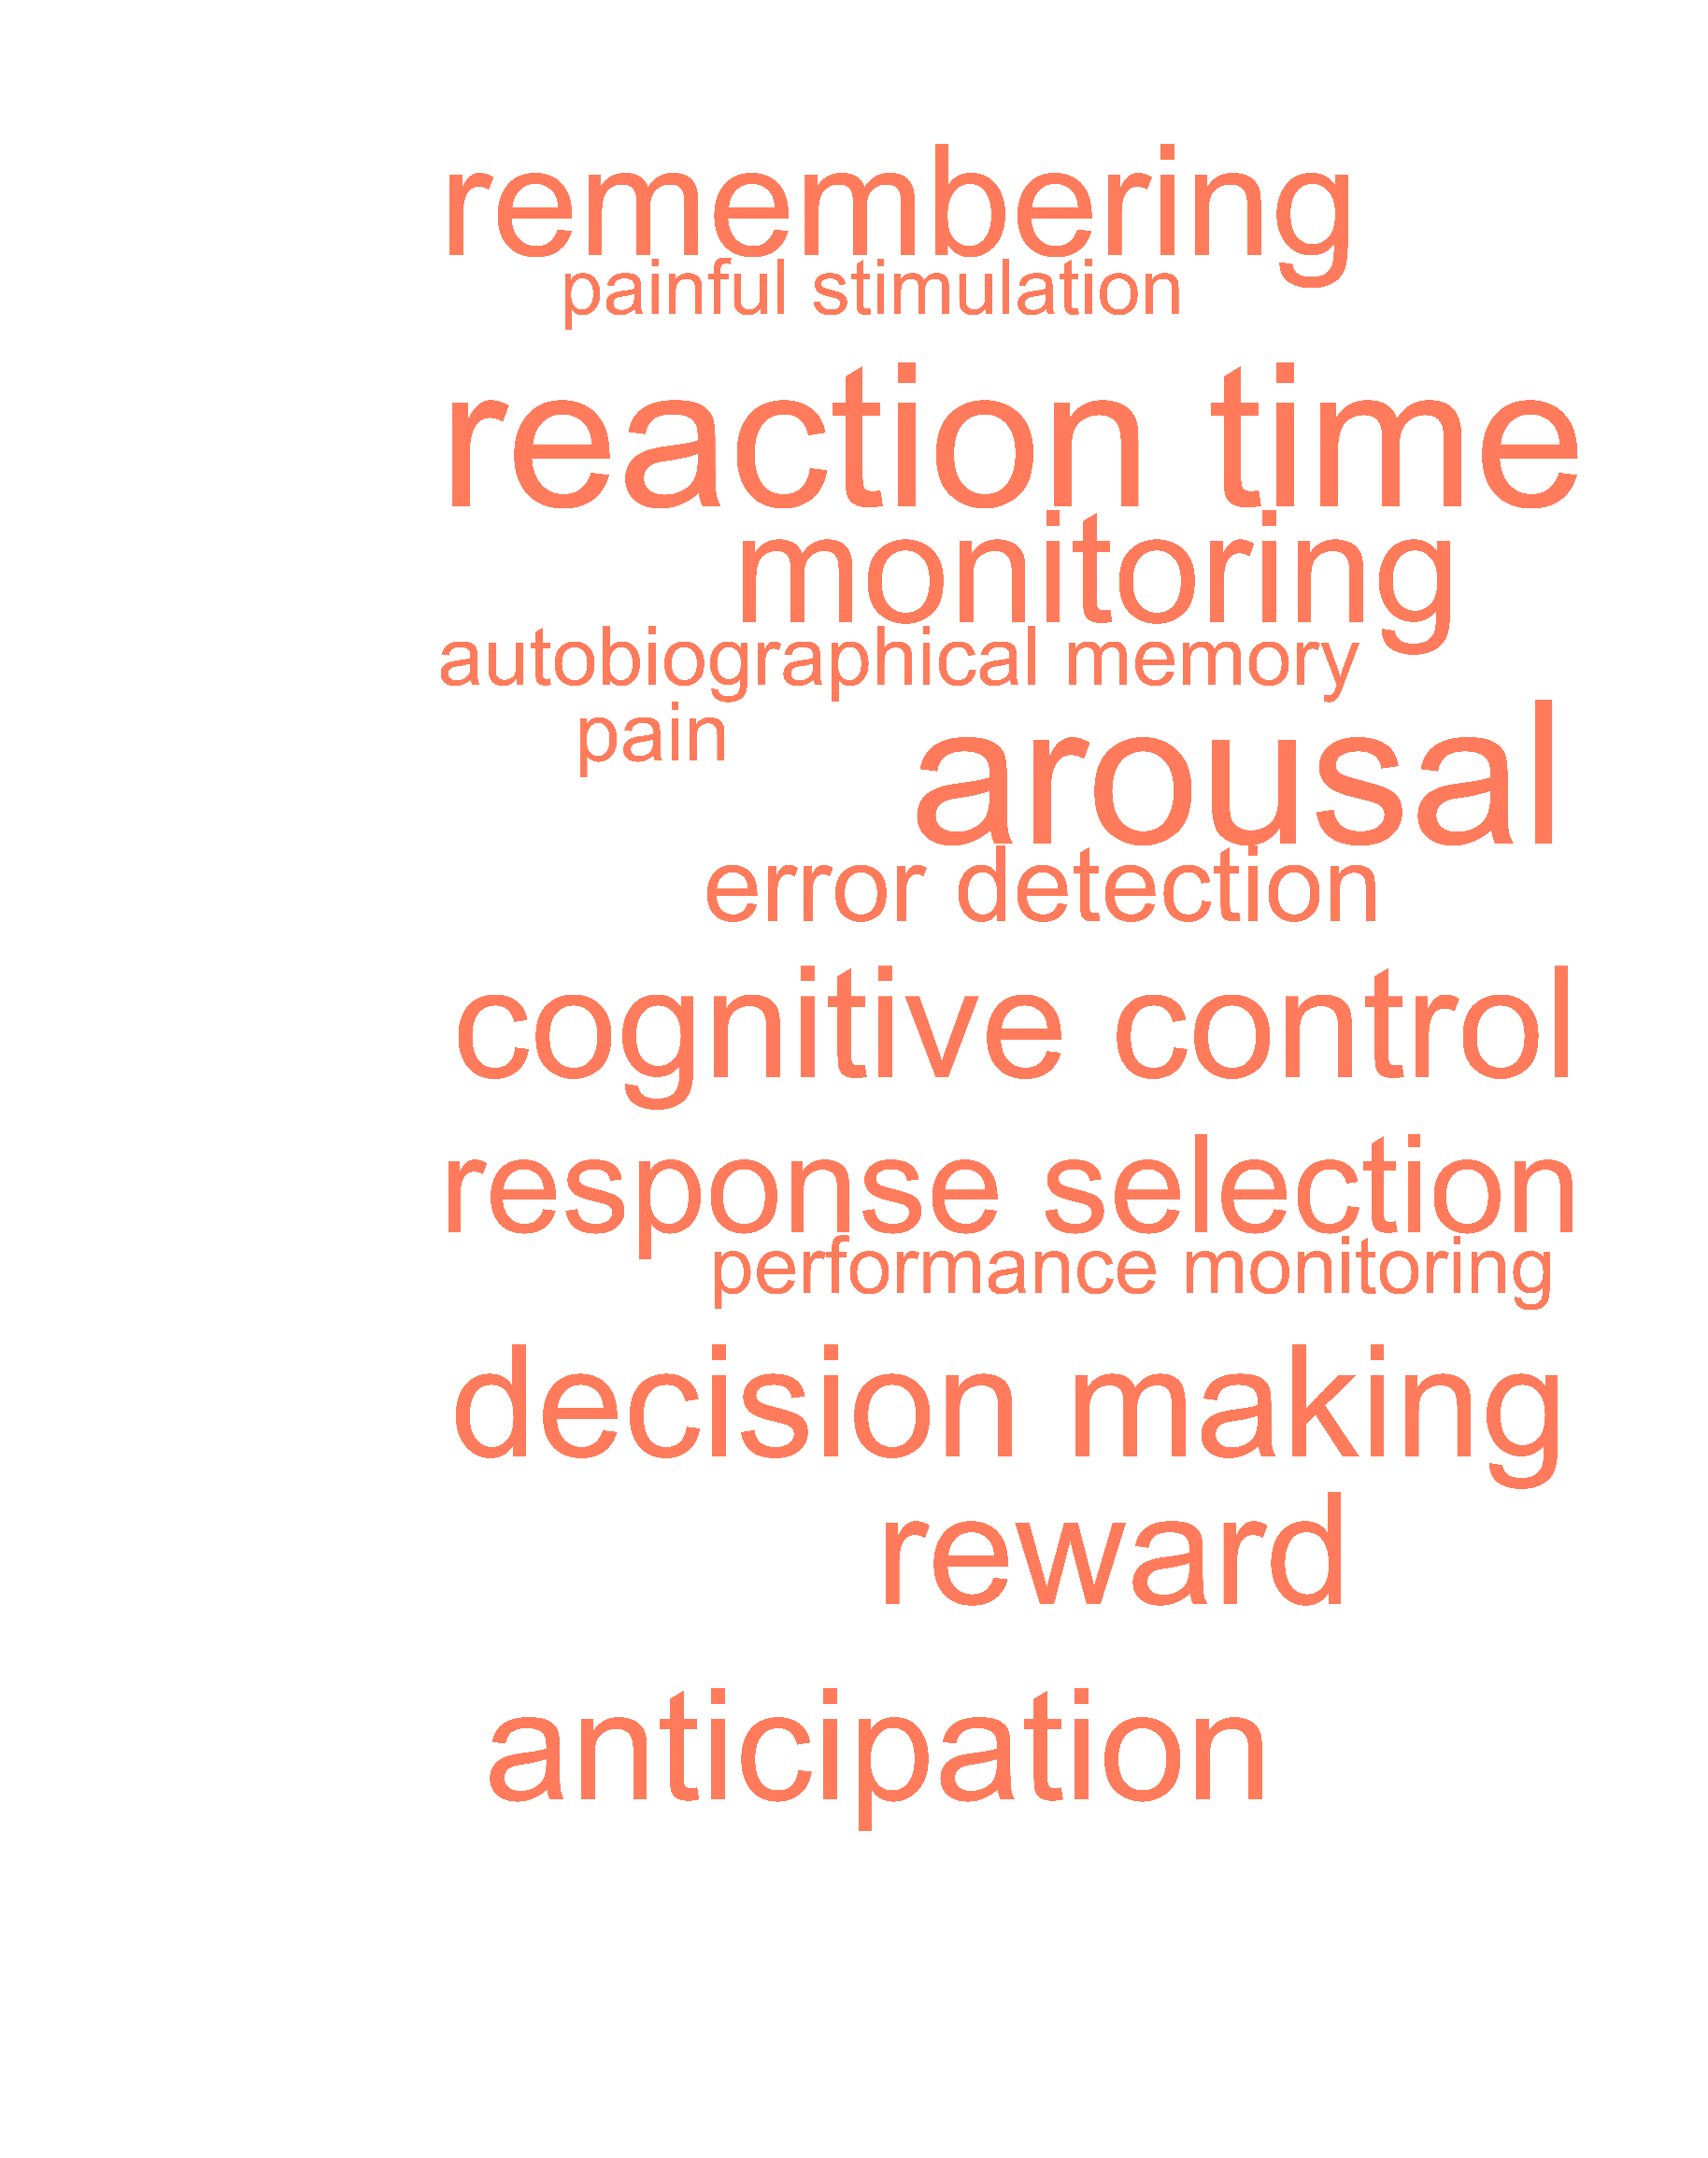 remembering
painful stimulation
reaction time
monitoring
autobiographical memory
pain
arousal
error detection
cognitive control
response selection
performance monitoring
decision making
reward
anticipation